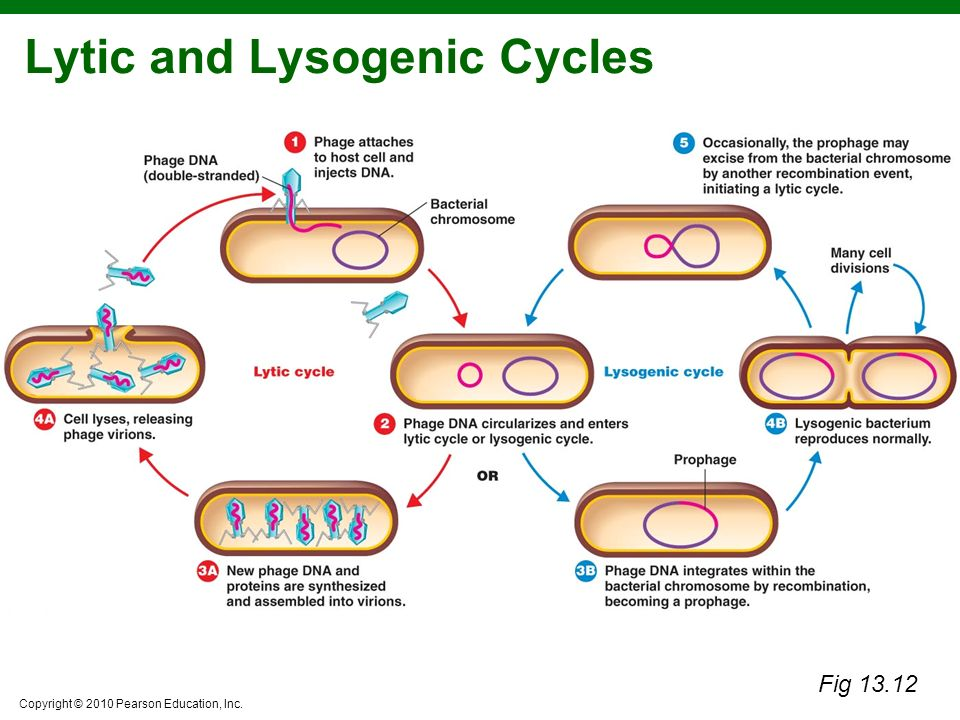 Lytic and Lysogenic Cycles
1 Phage attaches
to host cell and
injects DNA.
Phage DNA
(double-stranded)
Bacterial
chromosome
5 Occasionally, the prophage may
excise from the bacterial chromosome
by another recombination event,
initiating a lytic cycle.
Many cell
divisions
Lytic cycle
Lysogenic cycle
4A Cell lyses, releasing
phage virions.
2 Phage DNA circularizes and enters
lytic cycle or lysogenic cycle.
4B Lysogenic bacterium
reproduces normally.
OR
Prophage
3A New phage DNA and
proteins are synthesized
and assembled into virions.
3B Phage DNA integrates within the
bacterial chromosome by recombination,
becoming a prophage.
Fig 13.12
Copyright © 2010 Pearson Education, Inc.